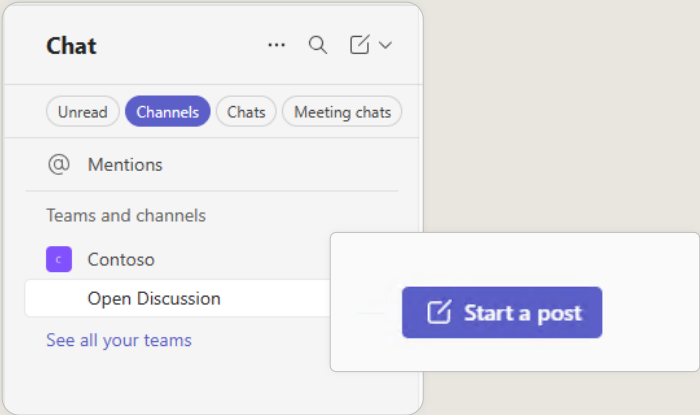 Chat
Unread Channels Chats Meeting chats
@ Mentions
Teams and channels
c Contoso
Open Discussion
Start a post
See all your teams